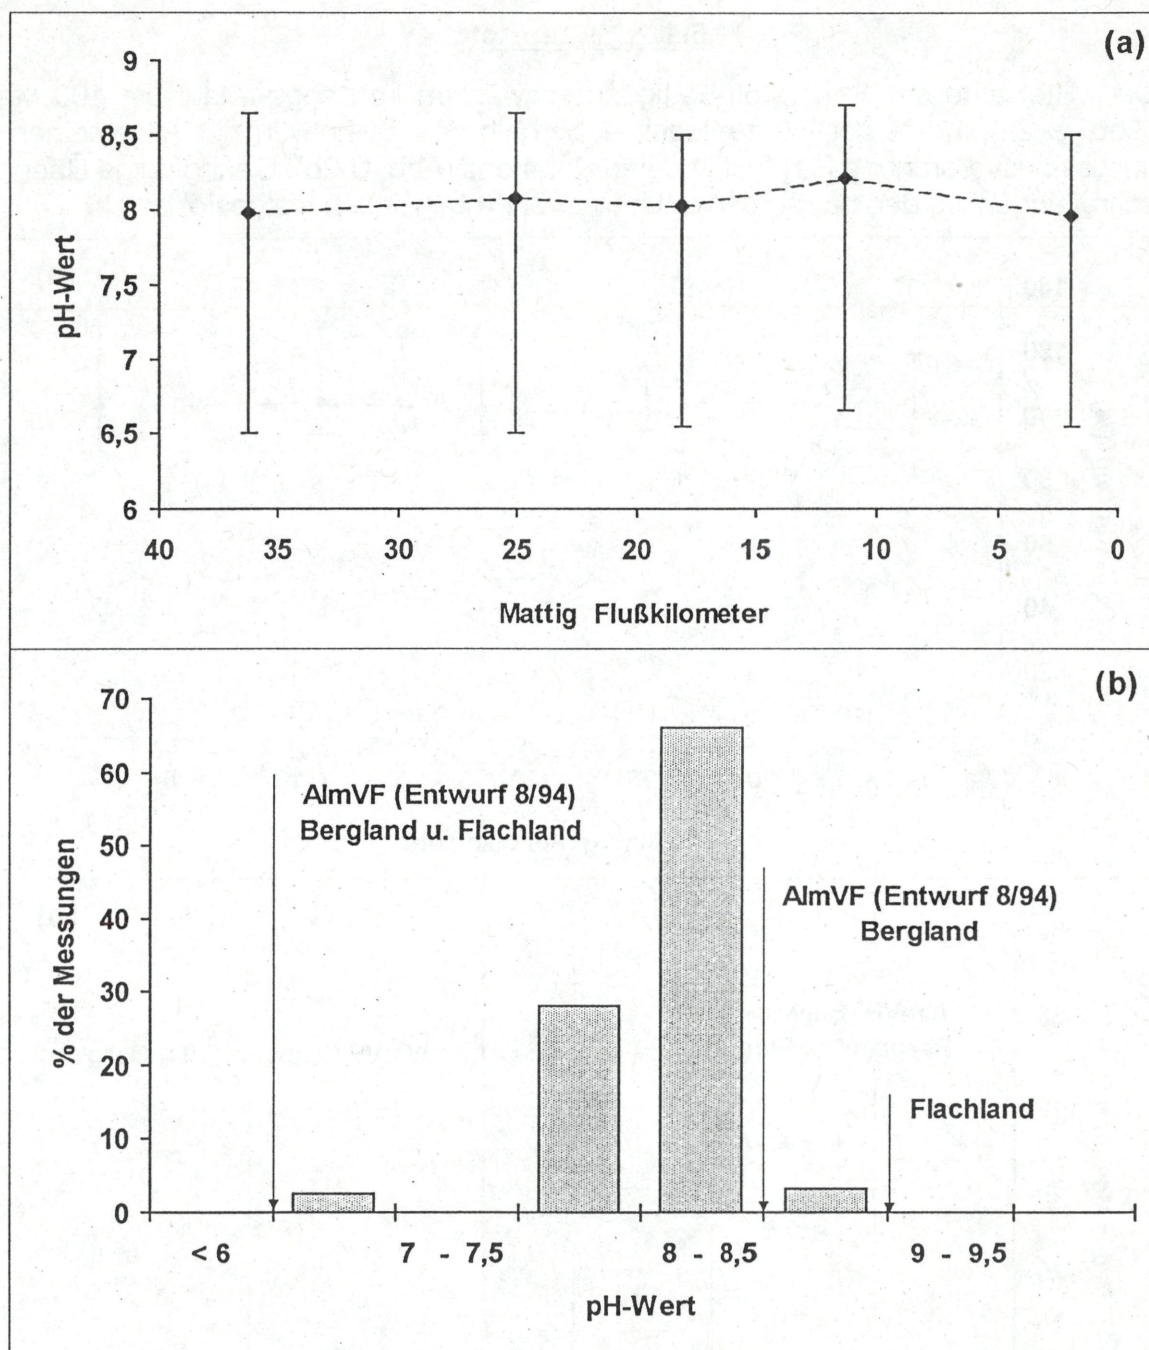 (a)
9
8,5
8
7,5
7
6,5
6
pH-Wert
40 35 30 25 20 15 10 5 0
Mattig Flußkilometer
(b)
70
60
50
40
30
20
10
0
% der Messungen
AImVF (Entwurf 8/94)
Bergland u. Flachland
AImVF (Entwurf 8/94)
Bergland
Flachland
< 6 7 - 7,5 8 - 8,5 9 - 9,5
pH-Wert